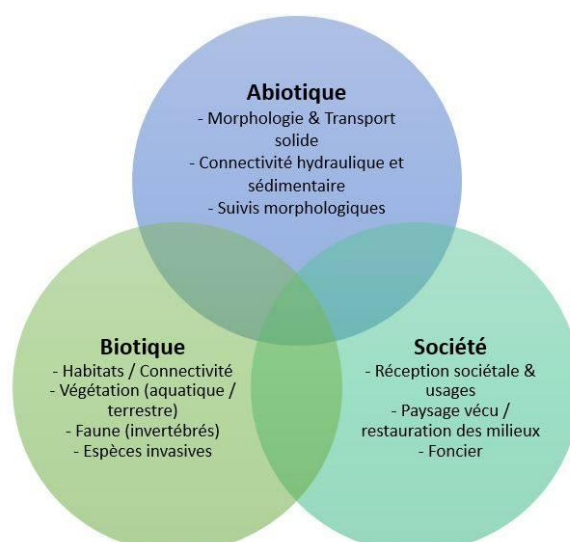 Abiotique
- Morphologie & Transport
solide
- Connectivité hydraulique et
sédimentaire
- Suivis morphologiques
Biotique
- Habitats / Connectivité
- Végétation (aquatique /
terrestre)
- Faune (invertébrés)
- Espèces invasives
Société
- Réception sociétale &
usages
- Paysage vécu /
restauration des milieux
- Foncier